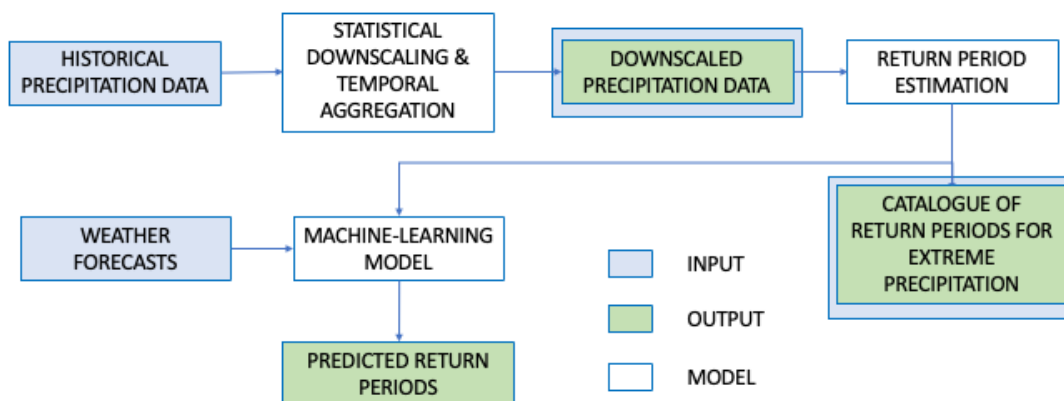 HISTORICAL
PRECIPITATION DATA
STATISTICAL
DOWNSCALING &
TEMPORAL
AGGREGATION
DOWNSCALED
PRECIPITATION DATA
RETURN PERIOD
ESTIMATION
CATALOGUE OF
RETURN PERIODS FOR
EXTREME
PRECIPITATION
WEATHER
FORECASTS
MACHINE-LEARNING
MODEL
PREDICTED RETURN
PERIODS
INPUT
OUTPUT
MODEL